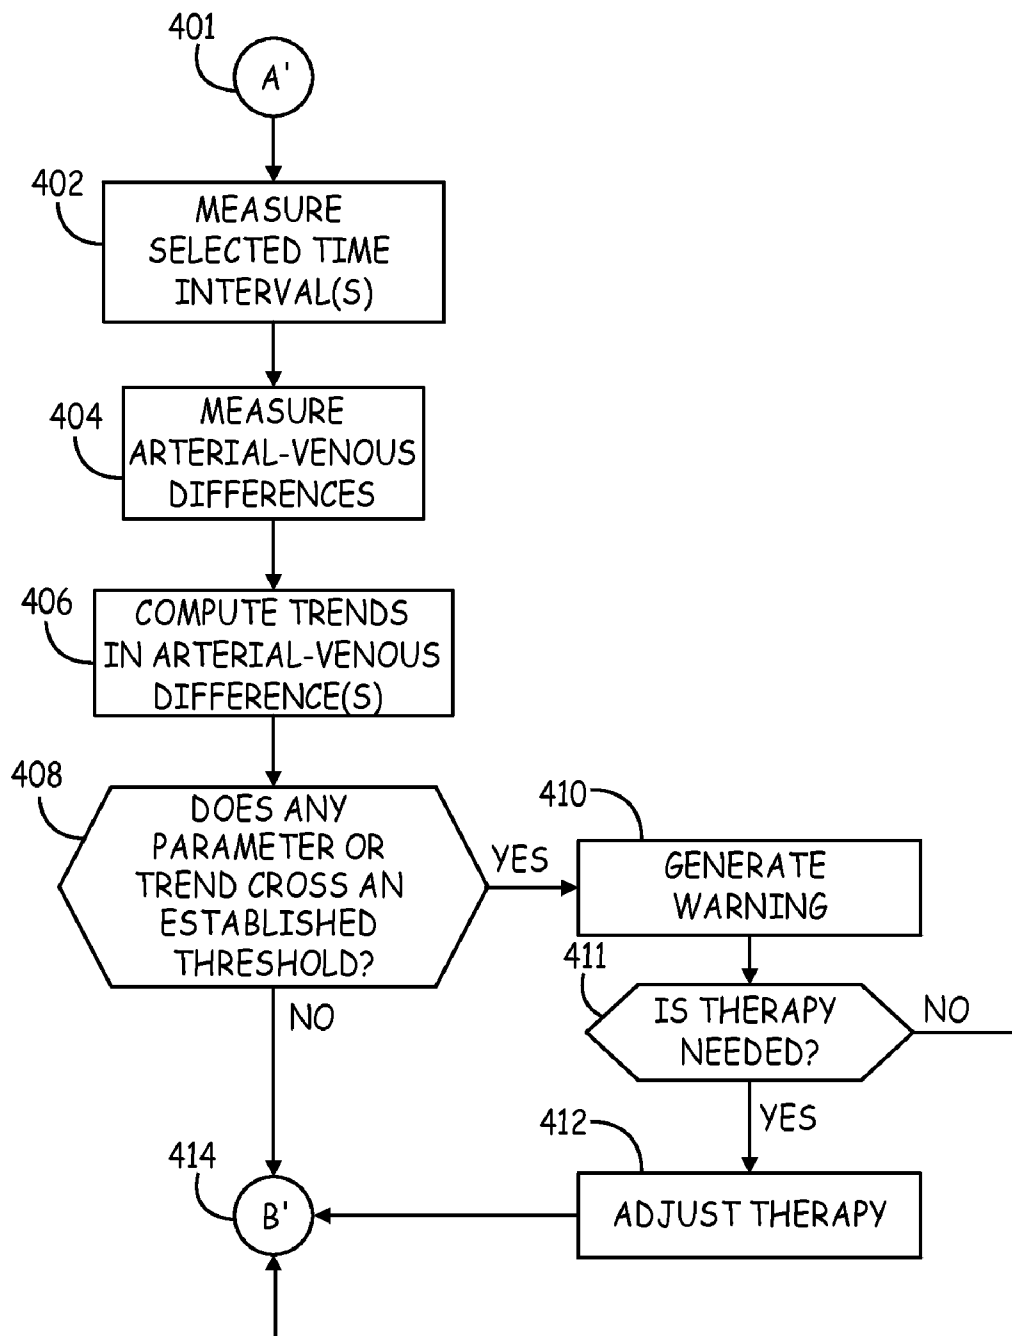 401
A'
402
MEASURE
SELECTED TIME
INTERVAL(S)
404
MEASURE
ARTERIAL-VENOUS
DIFFERENCES
406
COMPUTE TRENDS
IN ARTERIAL-VENOUS
DIFFERENCE(S)
408
DOES ANY
PARAMETER OR
TREND CROSS AN
ESTABLISHED
THRESHOLD?
YES
NO
410
GENERATE
WARNING
411
IS THERAPY
NEEDED?
NO
YES
412
ADJUST THERAPY
414
B'